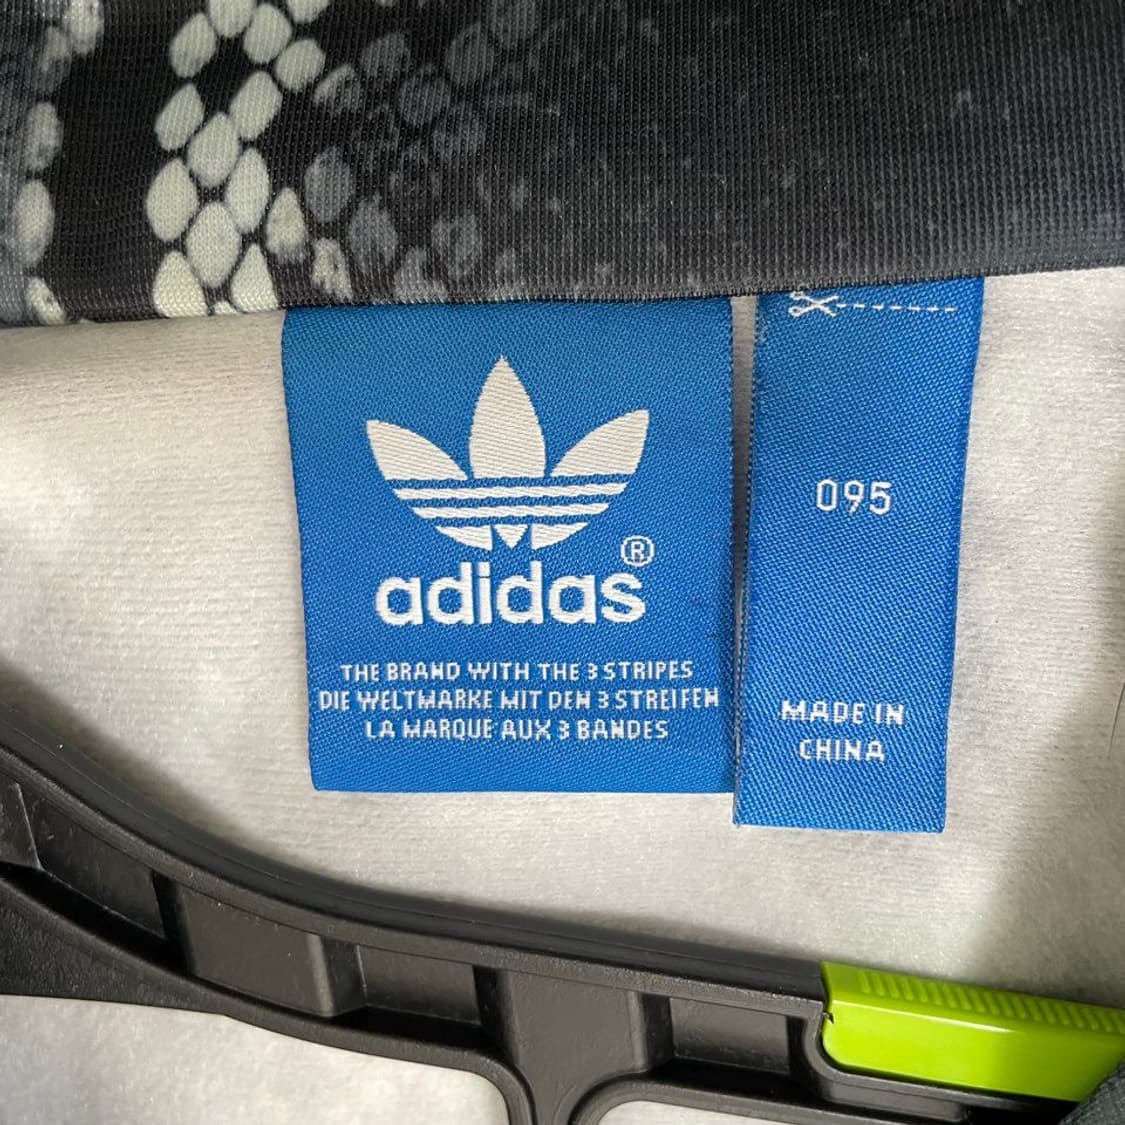 adidas®
THE BRAND WITH THE 3 STRIPES
DIE WELTMARKE MIT DEN 3 STREIFEN
LA MARQUE AUX 3 BANDES
095
MADE IN
CHINA